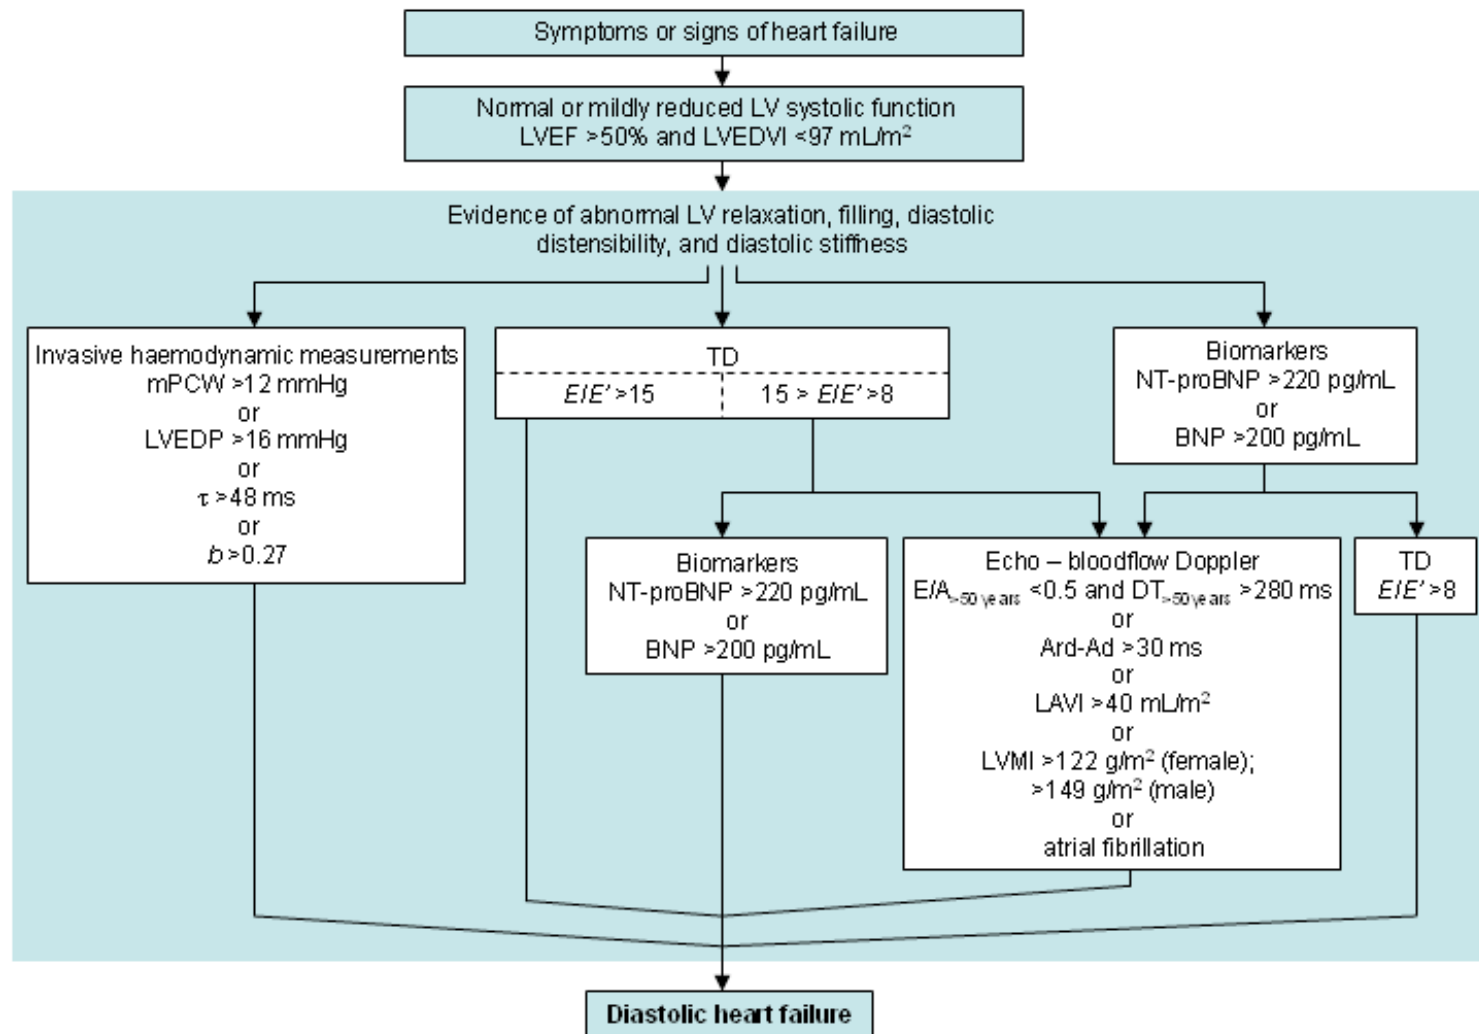 Symptoms or signs of heart failure
Normal or mildly reduced LV systolic function
LVEF >50% and LVEDVI <97 mL/m²
Evidence of abnormal LV relaxation, filling, diastolic
distensibility, and diastolic stiffness
Invasive haemodynamic measurements
mPCW >12 mmHg
or
LVEDP >16 mmHg
or
τ >48 ms
or
b >0.27
TD
E/E' >15
15 > E/E' >8
Biomarkers
NT-proBNP >220 pg/mL
or
BNP >200 pg/mL
Biomarkers
NT-proBNP >220 pg/mL
or
BNP >200 pg/mL
Echo – bloodflow Doppler
E/A>50 years <0.5 and DT>50 years >280 ms
or
Ard-Ad >30 ms
or
LAVI >40 mL/m²
or
LVMI >122 g/m² (female);
>149 g/m² (male)
or
atrial fibrillation
TD
E/E' >8
Diastolic heart failure